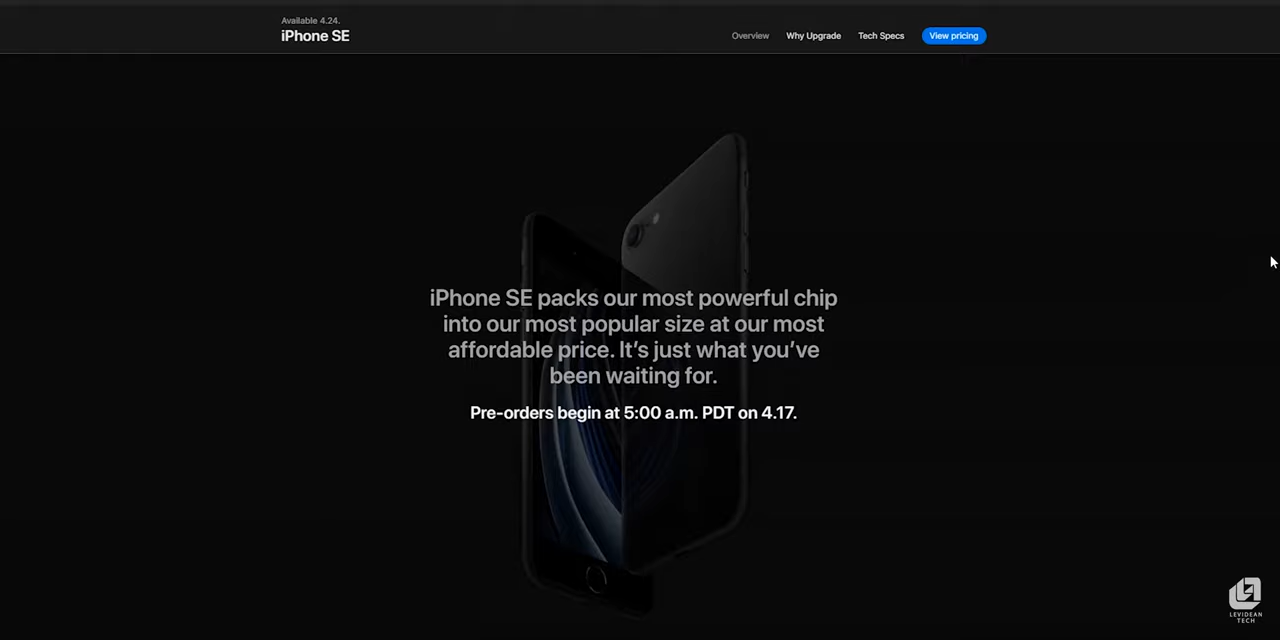 Available 4.24.
iPhone SE
Overview
Why Upgrade
Tech Specs
View pricing
iPhone SE packs our most powerful chip
into our most popular size at our most
affordable price. It’s just what you’ve
been waiting for.
Pre-orders begin at 5:00 a.m. PDT on 4.17.
LEVIDEAN
TECH